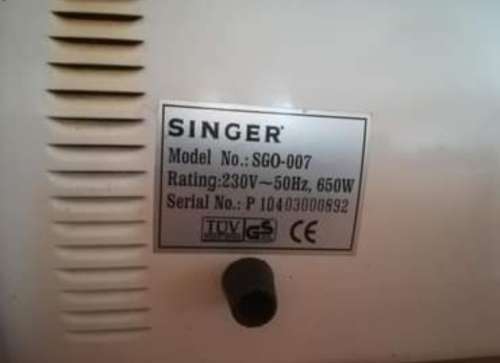 SINGER
Model No.: SGO-007
Rating:230V~50Hz, 650W
Serial No.: P 10403000892
TÜV GS CE